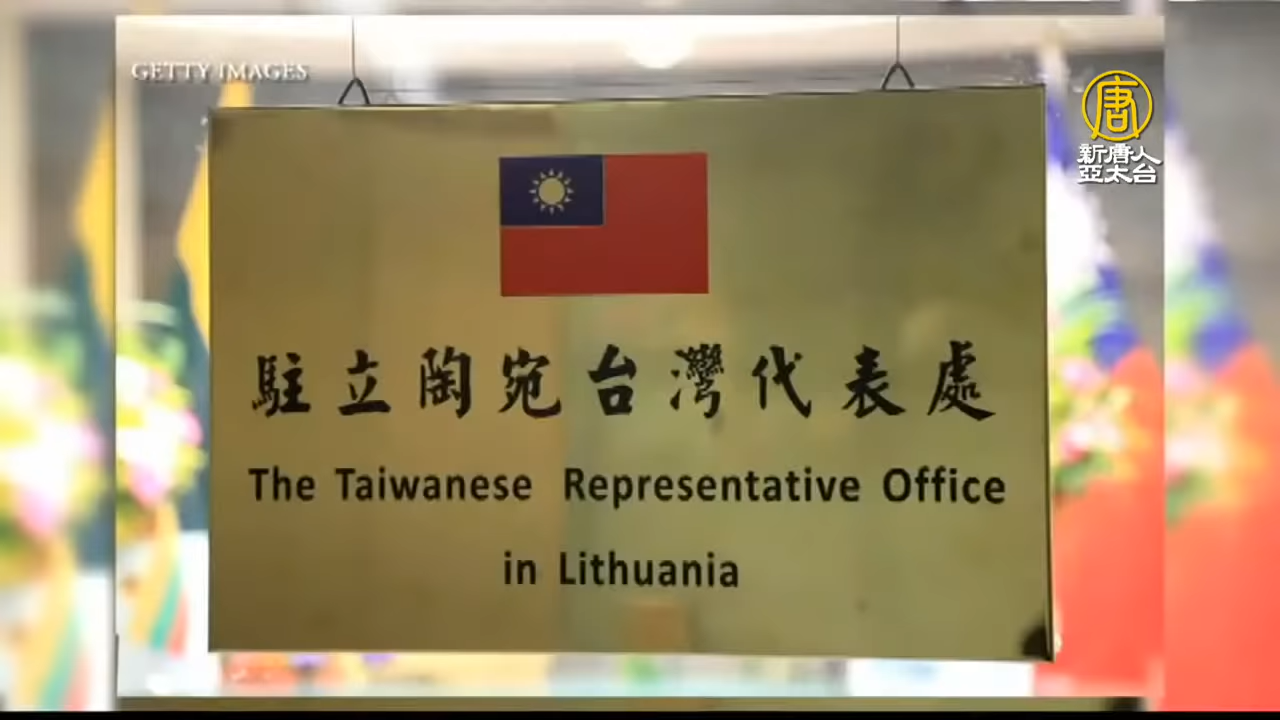 GETTY IMAGES
唐
新唐人
亞太台
駐立陶宛台灣代表處
The Taiwanese Representative Office
in Lithuania